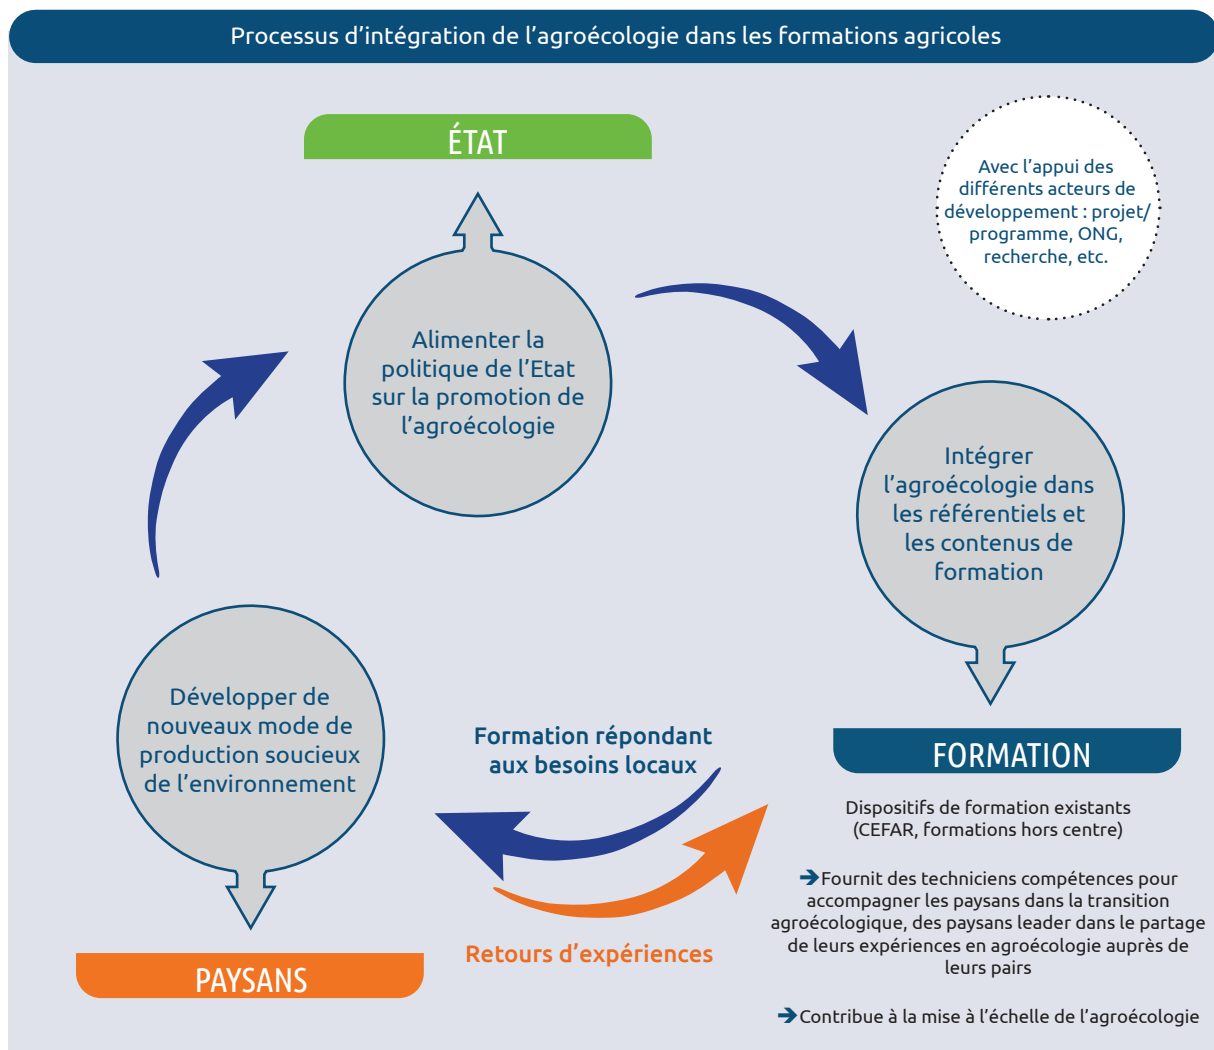 Processus d’intégration de l’agroécologie dans les formations agricoles
ÉTAT
Avec l’appui des
différents acteurs de
développement : projet/
programme, ONG,
recherche, etc.
Alimenter la
politique de l’Etat
sur la promotion de
l’agroécologie
Intégrer
l’agroécologie dans
les référentiels et
les contenus de
formation
Développer de
nouveaux mode de
production soucieux
de l’environnement
Formation répondant
aux besoins locaux
Retours d’expériences
PAYSANS
FORMATION
Dispositifs de formation existants
(CEFAR, formations hors centre)
➔Fournit des techniciens compétences pour
accompagner les paysans dans la transition
agroécologique, des paysans leader dans le partage
de leurs expériences en agroécologie auprès de
leurs pairs
➔Contribue à la mise à l’échelle de l’agroécologie